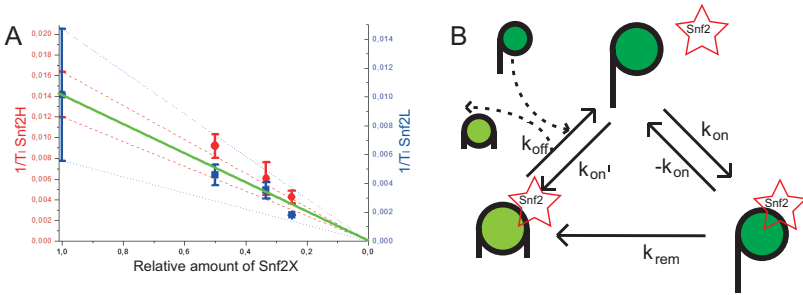 A
B
0,020
0,018
0,016
0,014
0,012
0,010
0,008
0,006
0,004
0,002
0,000
1/Ti Snf2H
1,0
0,8
0,6
0,4
0,2
0,0
Relative amount of Snf2X
0,014
0,012
0,010
0,008
0,006
0,004
0,002
0,000
1/Ti Snf2L
Snf2
koff
kon'
kon
-kon
Snf2
Snf2
krem